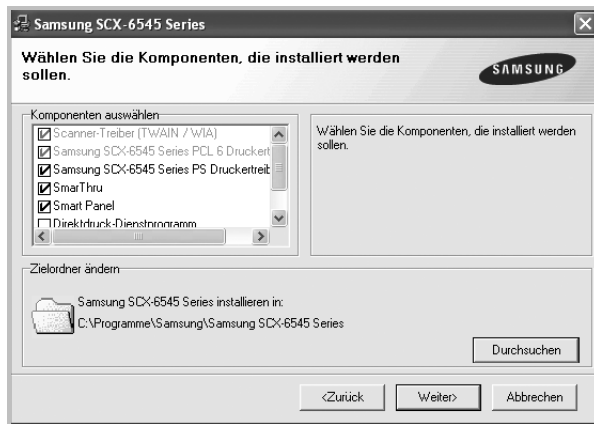 Samsung SCX-6545 Series
Wählen Sie die Komponenten, die installiert werden
sollen.
SAMSUNG
Komponenten auswählen
Scanner-Treiber (TWAIN / WIA)
Samsung SCX-6545 Series PCL 6 Druckert
Samsung SCX-6545 Series PS Druckertreib
SmarThru
Smart Panel
Direktdruck-Dienstprogramm
Wählen Sie die Komponenten, die installiert werden
sollen.
Zielordner ändern
Samsung SCX-6545 Series installieren in:
C:\Programme\Samsung\Samsung SCX-6545 Series
Durchsuchen
<Zurück
Weiter>
Abbrechen